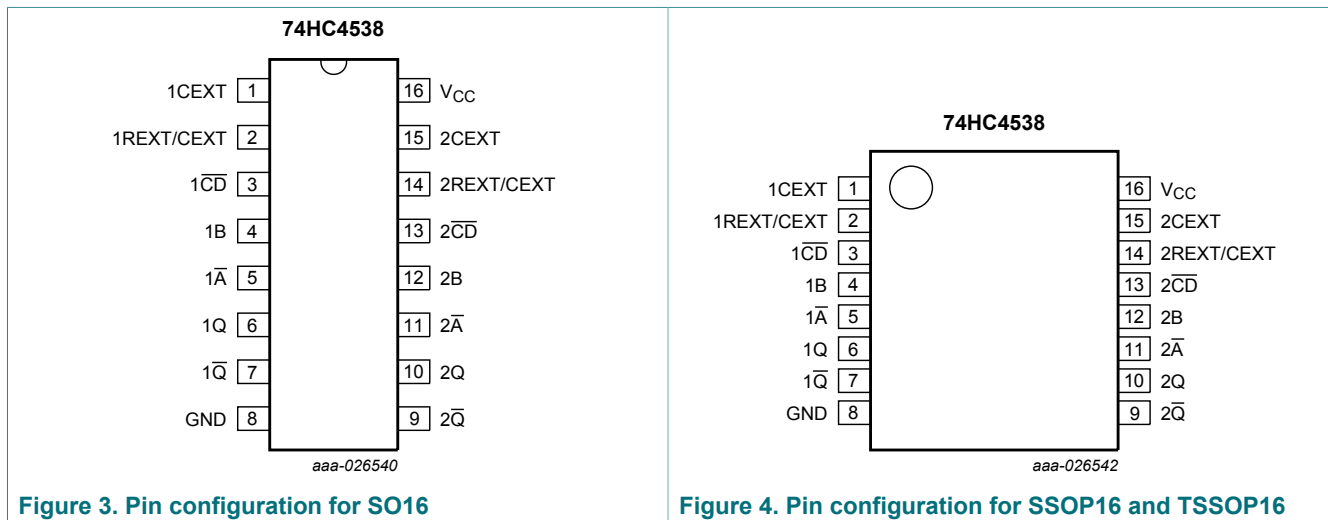 74HC4538
1CEXT 1
16 VCC
1REXT/CEXT 2
15 2CEXT
1C̅D̅ 3
14 2REXT/CEXT
1B 4
13 2C̅D̅
1A̅ 5
12 2B
1Q 6
11 2A̅
1Q̅ 7
10 2Q
GND 8
9 2Q̅
aaa-026540
Figure 3. Pin configuration for SO16
74HC4538
1CEXT 1
16 VCC
1REXT/CEXT 2
15 2CEXT
1C̅D̅ 3
14 2REXT/CEXT
1B 4
13 2C̅D̅
1A̅ 5
12 2B
1Q 6
11 2A̅
1Q̅ 7
10 2Q
GND 8
9 2Q̅
aaa-026542
Figure 4. Pin configuration for SSOP16 and TSSOP16